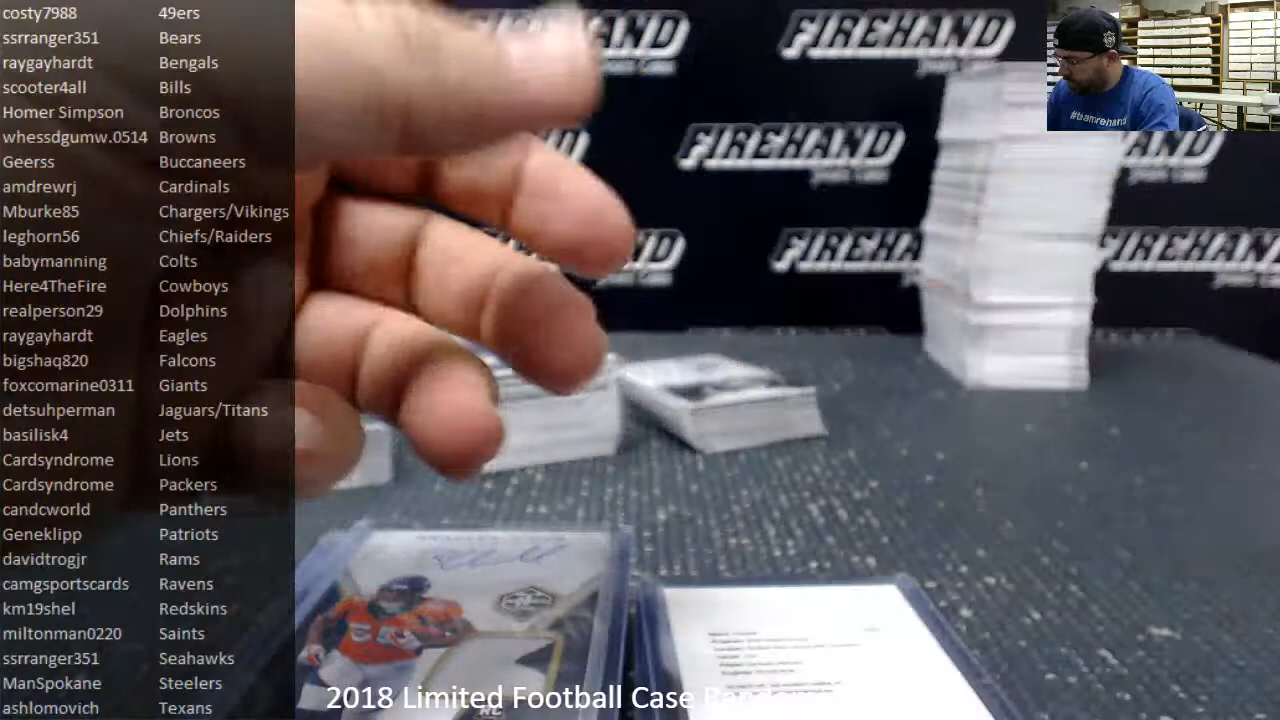 costy7988 49ers
ssrranger351 Bears
raygayhardt Bengals
scooter4all Bills
Homer Simpson Broncos
whessdgumw.0514 Browns
Geerss Buccaneers
amdrewrj Cardinals
Mburke85 Chargers/Vikings
leghorn56 Chiefs/Raiders
babymanning Colts
Here4TheFire Cowboys
realperson29 Dolphins
raygayhardt Eagles
bigshaq820 Falcons
foxcomarine0311 Giants
detsuhperman Jaguars/Titans
basilisk4 Jets
Cardsyndrome Lions
Cardsyndrome Packers
candcworld Panthers
Geneklipp Patriots
davidtrogjr Rams
camgsportscards Ravens
km19shel Redskins
miltonman0220 Saints
ssrranger351 Seahawks
ManSpokane Steelers
ashlomovich Texans
FIREHAND
FIREHAND
FIREHAND
FIREHAND
#teamfirehand
RC
2018 Limited Football Case